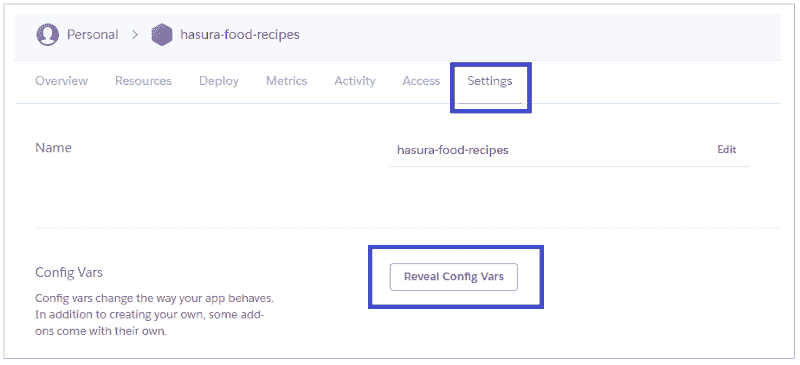 Personal > hasura-food-recipes
Overview Resources Deploy Metrics Activity Access Settings
Name hasura-food-recipes Edit
Config Vars Reveal Config Vars
Config vars change the way your app behaves.
In addition to creating your own, some add-
ons come with their own.